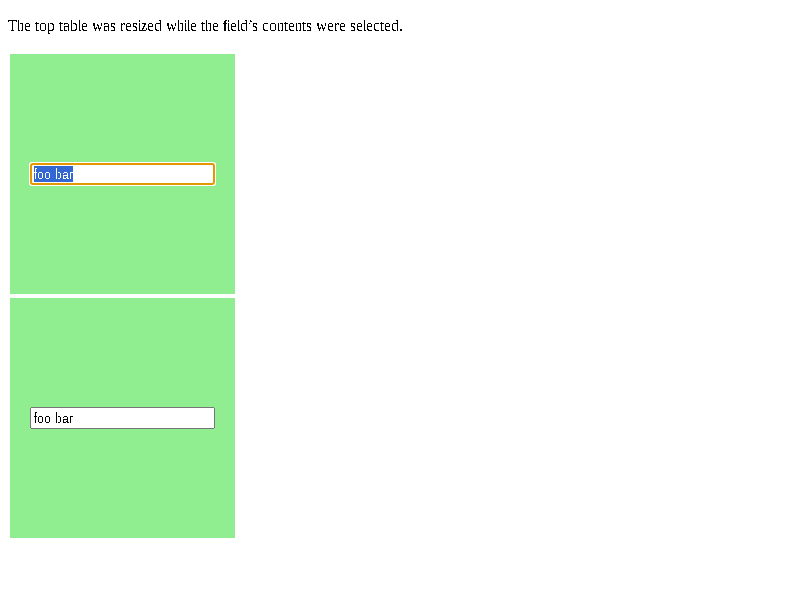 The top table was resized while the field's contents were selected.
foo bar
foo bar